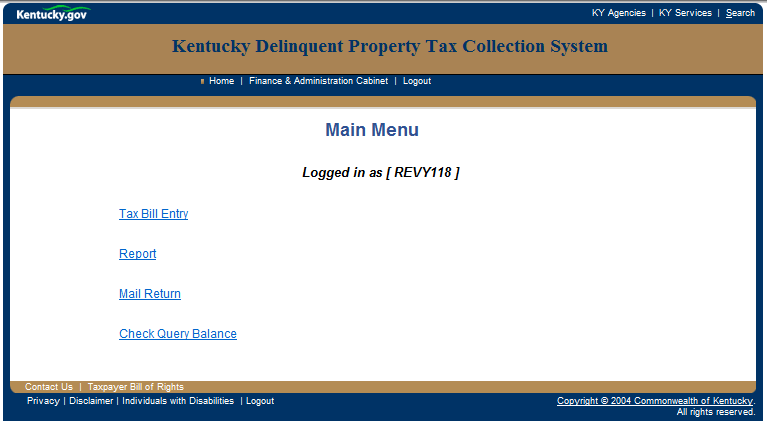 Kentucky.gov
KY Agencies | KY Services | Search
Kentucky Delinquent Property Tax Collection System
Home | Finance & Administration Cabinet | Logout
Main Menu
Logged in as [ REVY118 ]
Tax Bill Entry
Report
Mail Return
Check Query Balance
Contact Us | Taxpayer Bill of Rights
Privacy | Disclaimer | Individuals with Disabilities | Logout
Copyright © 2004 Commonwealth of Kentucky.
All rights reserved.